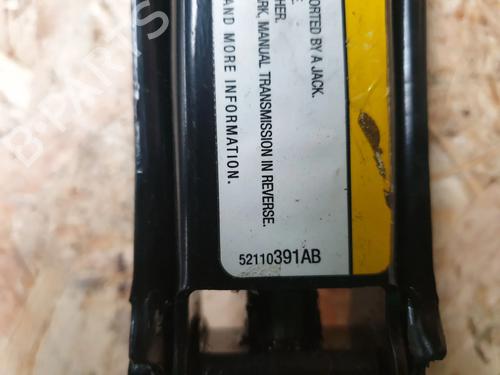 ORTED BY A JACK.
HER.
RK, MANUAL TRANSMISSION IN REVERSE.
AND MORE INFORMATION.
52110391AB